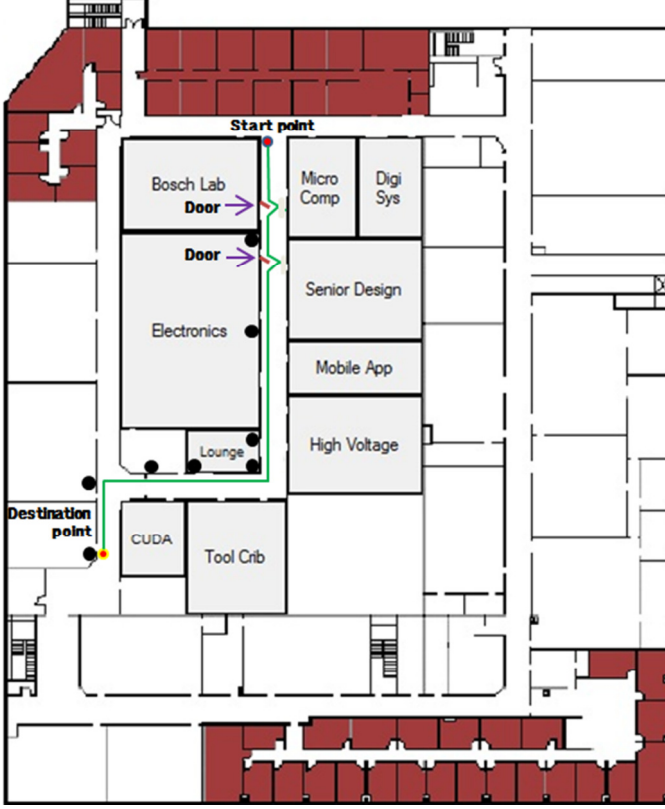 Start point
Bosch Lab
Micro
Comp
Digi
Sys
Door
Door
Senior Design
Electronics
Mobile App
Lounge
High Voltage
Destination
point
CUDA
Tool Crib